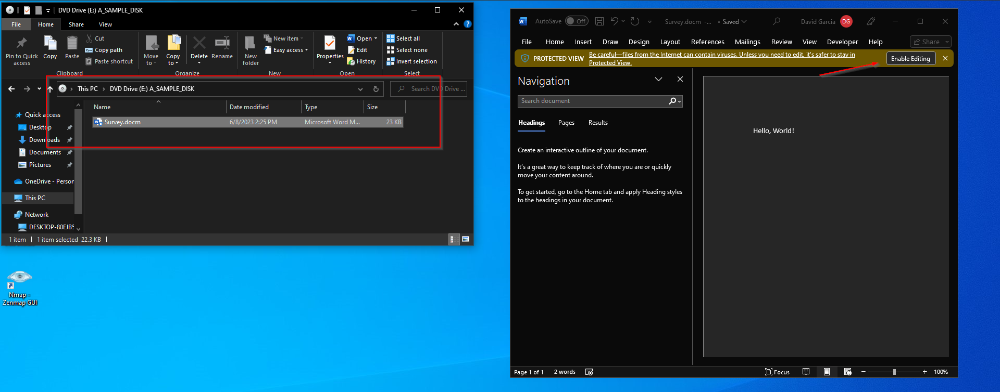 DVD Drive (E:) A_SAMPLE_DISK
File Home Share View
Pin to Quick access
Copy
Paste
Cut
Copy path
Paste shortcut
Clipboard
Move to
Copy to
Delete
Rename
Organize
New folder
New item
Easy access
New
Properties
Open
Edit
History
Open
Select all
Select none
Invert selection
Select
This PC > DVD Drive (E:) A_SAMPLE_DISK
Search DVD Drive ...
Name Date modified Type Size
Survey.docm 6/8/2023 2:25 PM Microsoft Word M... 23 KB
Quick access
Desktop
Downloads
Documents
Pictures
OneDrive - Person
This PC
Network
DESKTOP-80EJB5
1 item 1 item selected 22.3 KB
Nmap -
Zenmap GUI
AutoSave Off Survey.docm -... • Saved David Garcia DG
File Home Insert Draw Design Layout References Mailings Review View Developer Help Share
PROTECTED VIEW Be careful—files from the Internet can contain viruses. Unless you need to edit, it's safer to stay in
Protected View.
Enable Editing
Navigation
Search document
Headings Pages Results
Create an interactive outline of your document.
It's a great way to keep track of where you are or quickly
move your content around.
To get started, go to the Home tab and apply Heading styles
to the headings in your document.
Hello, World!
Page 1 of 1 2 words Focus 100%